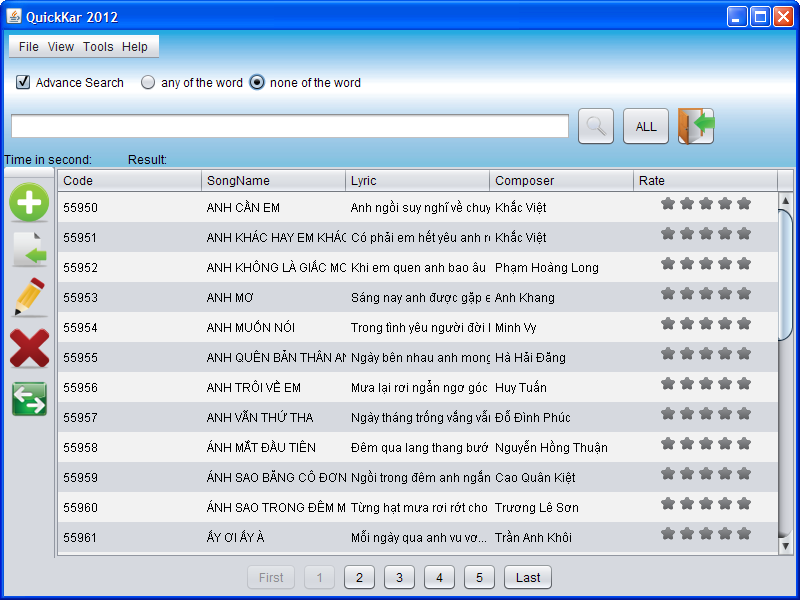 QuickKar 2012
File View Tools Help
Advance Search any of the word none of the word
ALL
Time in second: Result:
Code SongName Lyric Composer Rate
55950 ANH CẦN EM Anh ngồi suy nghĩ về chuy Khắc Việt
55951 ANH KHÁC HAY EM KHÁC Có phải em hết yêu anh r Khắc Việt
55952 ANH KHÔNG LÀ GIẤC MƠ Khi em quen anh bao âu Phạm Hoàng Long
55953 ANH MƠ Sáng nay anh được gặp e Anh Khang
55954 ANH MUỐN NÓI Trong tình yêu người đời l Minh Vy
55955 ANH QUÊN BẢN THÂN AN Ngày bên nhau anh mong Hà Hải Đăng
55956 ANH TRÔI VỀ EM Mưa lại rơi ngẩn ngơ góc Huy Tuấn
55957 ANH VẪN THỨ THA Ngày tháng trống vắng vẫ Đỗ Đình Phúc
55958 ÁNH MẮT ĐẦU TIÊN Đêm qua lang thang bướ Nguyễn Hồng Thuận
55959 ÁNH SAO BĂNG CÔ ĐƠN Ngồi trong đêm anh ngắn Cao Quân Kiệt
55960 ÁNH SAO TRONG ĐÊM M Từng hạt mưa rơi rớt cho Trương Lê Sơn
55961 ẤY ƠI ẤY À Mỗi ngày qua anh vu vơ... Trần Anh Khôi
First 1 2 3 4 5 Last